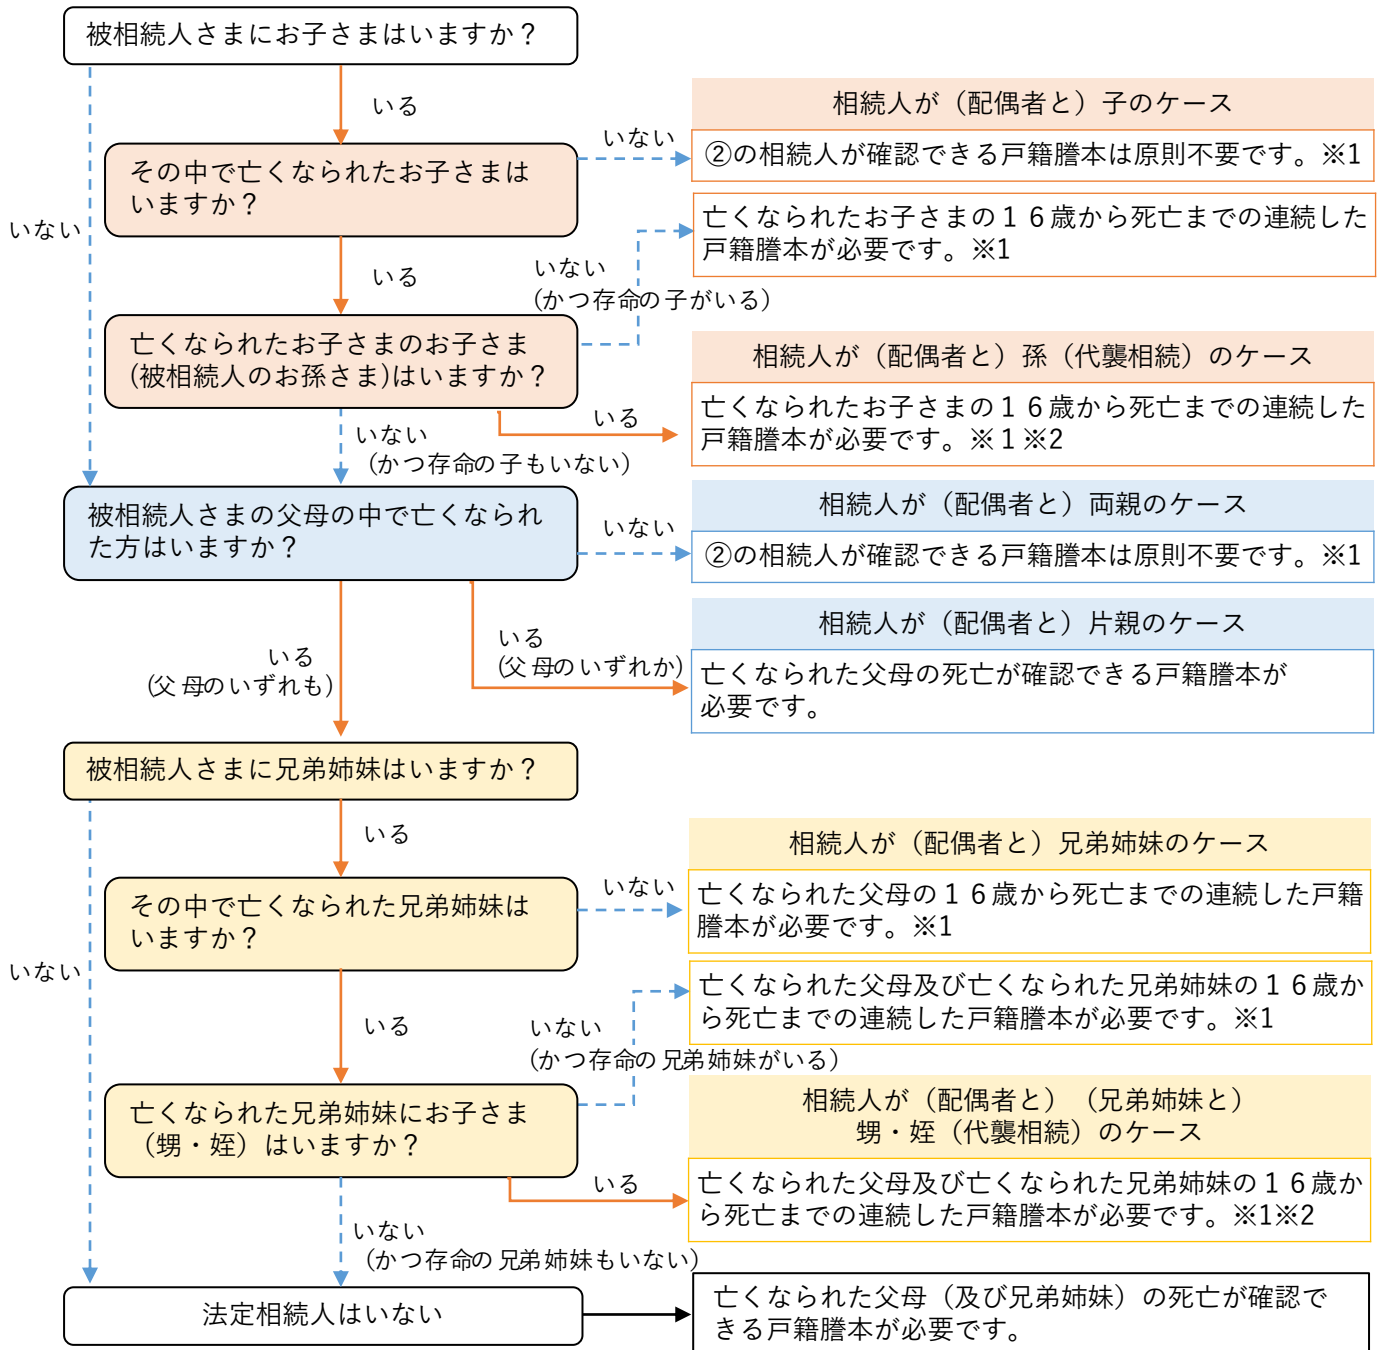 被相続人さまにお子さまはいますか？
いる
相続人が（配偶者と）子のケース
いない
②の相続人が確認できる戸籍謄本は原則不要です。※1
その中で亡くなられたお子さまは
いますか？
亡くなられたお子さまの１６歳から死亡までの連続した
戸籍謄本が必要です。※1
いない
いる
いない
(かつ存命の子がいる)
亡くなられたお子さまのお子さま
(被相続人のお孫さま)はいますか？
相続人が（配偶者と）孫（代襲相続）のケース
亡くなられたお子さまの１６歳から死亡までの連続した
戸籍謄本が必要です。※１※2
いる
いない
(かつ存命の子もいない)
被相続人さまの父母の中で亡くなられ
た方はいますか？
相続人が（配偶者と）両親のケース
いない
②の相続人が確認できる戸籍謄本は原則不要です。※1
相続人が（配偶者と）片親のケース
いる
(父母のいずれか)
いる
(父母のいずれも)
亡くなられた父母の死亡が確認できる戸籍謄本が
必要です。
被相続人さまに兄弟姉妹はいますか？
いる
相続人が（配偶者と）兄弟姉妹のケース
いない
亡くなられた父母の１６歳から死亡までの連続した戸籍
謄本が必要です。※1
その中で亡くなられた兄弟姉妹は
いますか？
いない
亡くなられた父母及び亡くなられた兄弟姉妹の１６歳か
ら死亡までの連続した戸籍謄本が必要です。※1
いる
いない
(かつ存命の兄弟姉妹がいる)
亡くなられた兄弟姉妹にお子さま
（甥・姪）はいますか？
相続人が（配偶者と）（兄弟姉妹と）
甥・姪（代襲相続）のケース
いる
亡くなられた父母及び亡くなられた兄弟姉妹の１６歳か
ら死亡までの連続した戸籍謄本が必要です。※1※2
いない
(かつ存命の兄弟姉妹もいない)
法定相続人はいない
亡くなられた父母（及び兄弟姉妹）の死亡が確認で
きる戸籍謄本が必要です。